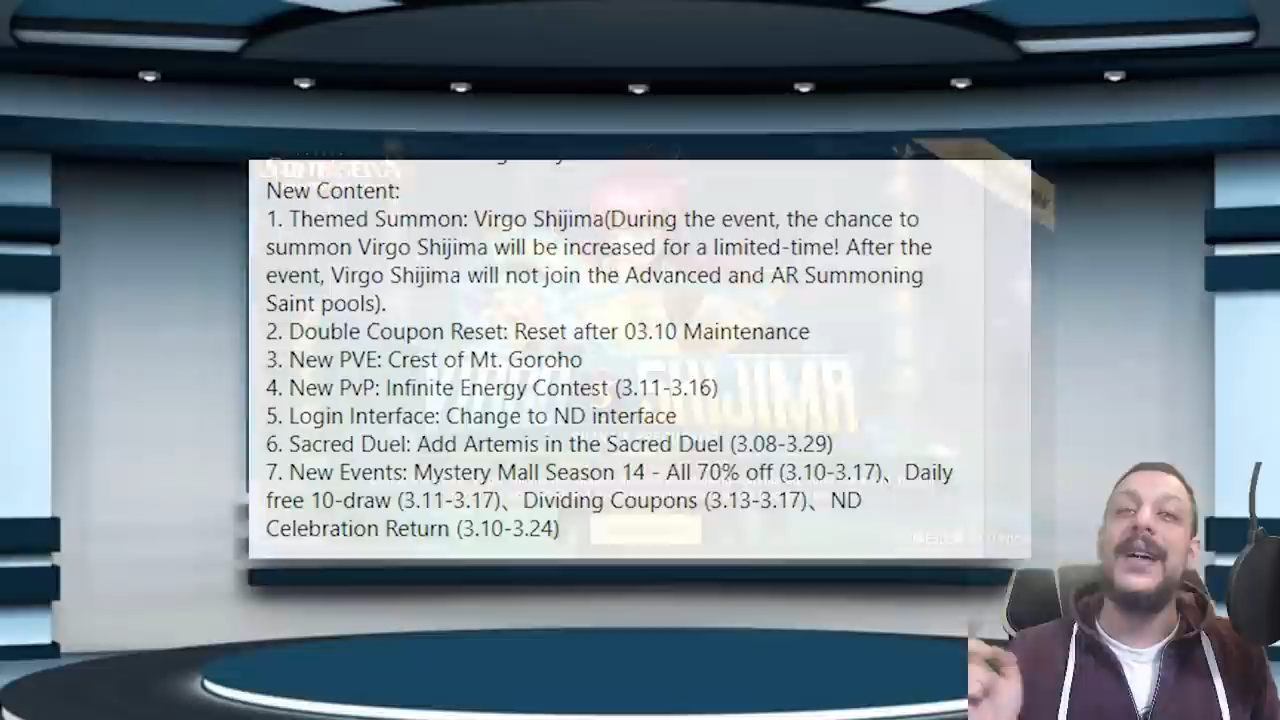 New Content:
1. Themed Summon: Virgo Shijima(During the event, the chance to
summon Virgo Shijima will be increased for a limited-time! After the
event, Virgo Shijima will not join the Advanced and AR Summoning
Saint pools).
2. Double Coupon Reset: Reset after 03.10 Maintenance
3. New PVE: Crest of Mt. Goroho
4. New PvP: Infinite Energy Contest (3.11-3.16)
5. Login Interface: Change to ND interface
6. Sacred Duel: Add Artemis in the Sacred Duel (3.08-3.29)
7. New Events: Mystery Mall Season 14 - All 70% off (3.10-3.17)、Daily
free 10-draw (3.11-3.17)、Dividing Coupons (3.13-3.17)、ND
Celebration Return (3.10-3.24)
SHIJIMA